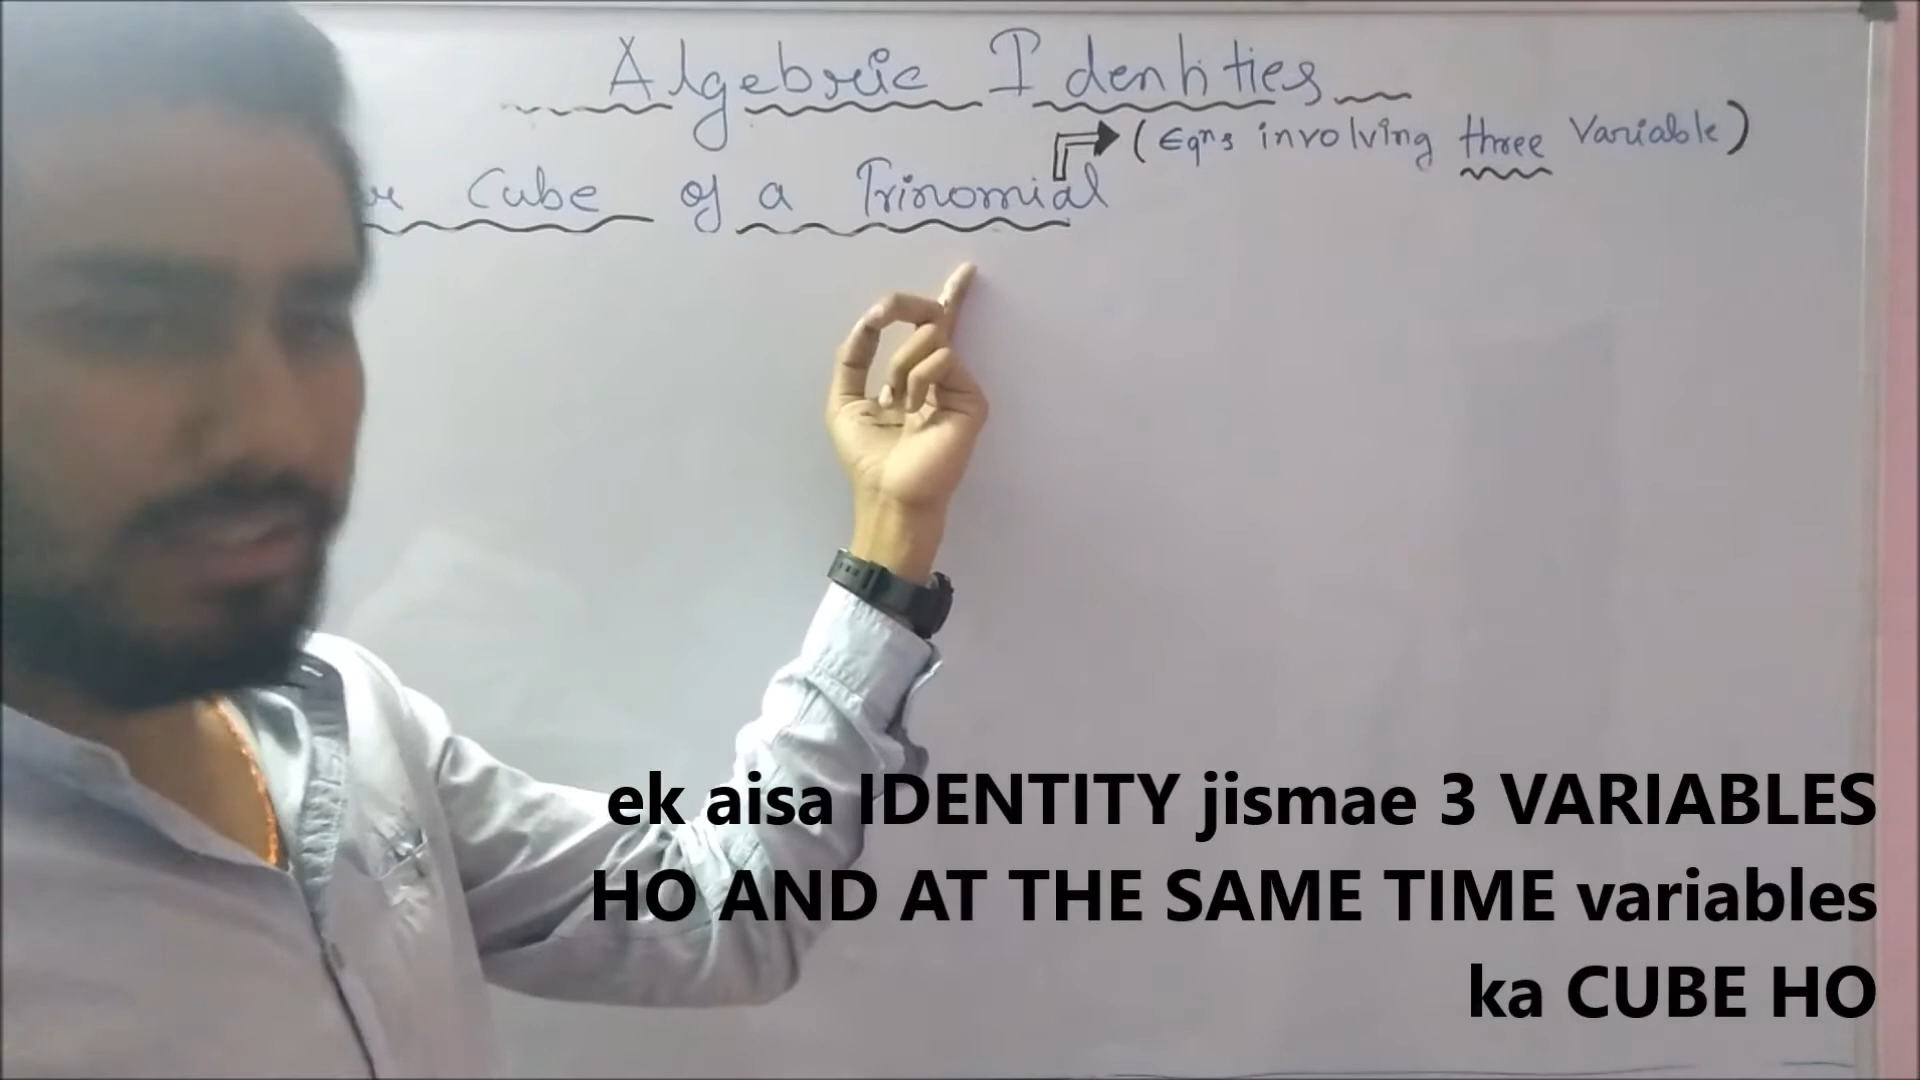 Algebric Identities
(Eqns involving three Variable)
Cube of a Trinomial
ek aisa IDENTITY jismae 3 VARIABLES
HO AND AT THE SAME TIME variables
ka CUBE HO